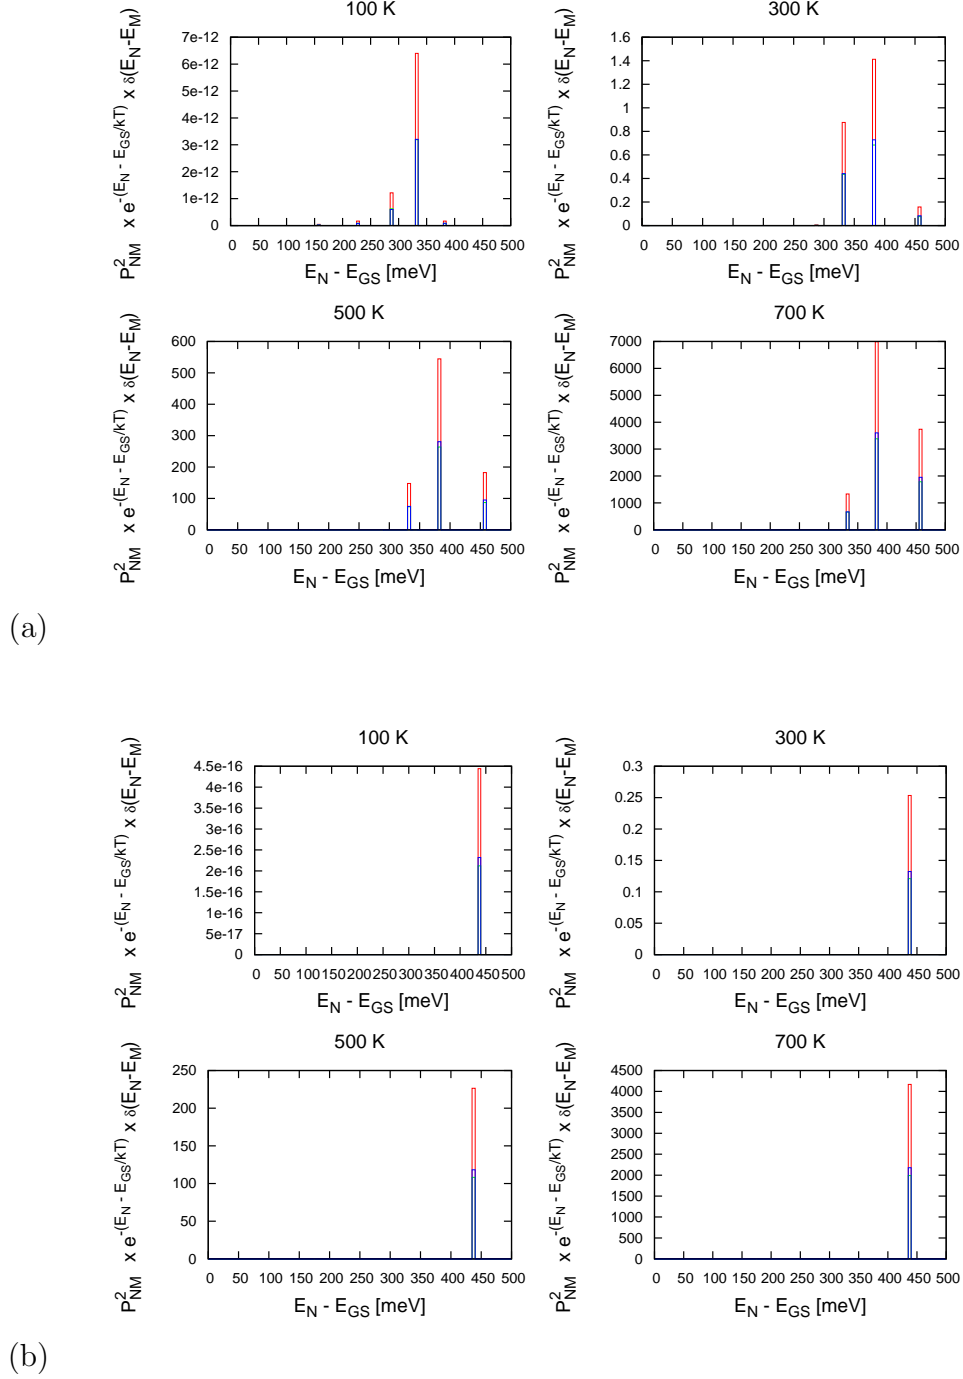 100 K
300 K
P²_NM x e^-(E_N - E_GS/kT) x δ(E_N-E_M)
7e-12
6e-12
5e-12
4e-12
3e-12
2e-12
1e-12
0
0 50 100 150 200 250 300 350 400 450 500
E_N - E_GS [meV]
P²_NM x e^-(E_N - E_GS/kT) x δ(E_N-E_M)
1.6
1.4
1.2
1
0.8
0.6
0.4
0.2
0
0 50 100 150 200 250 300 350 400 450 500
E_N - E_GS [meV]
500 K
700 K
P²_NM x e^-(E_N - E_GS/kT) x δ(E_N-E_M)
600
500
400
300
200
100
0
0 50 100 150 200 250 300 350 400 450 500
E_N - E_GS [meV]
P²_NM x e^-(E_N - E_GS/kT) x δ(E_N-E_M)
7000
6000
5000
4000
3000
2000
1000
0
0 50 100 150 200 250 300 350 400 450 500
E_N - E_GS [meV]
(a)
100 K
300 K
P²_NM x e^-(E_N - E_GS/kT) x δ(E_N-E_M)
4.5e-16
4e-16
3.5e-16
3e-16
2.5e-16
2e-16
1.5e-16
1e-16
5e-17
0
0 50 100 150 200 250 300 350 400 450 500
E_N - E_GS [meV]
P²_NM x e^-(E_N - E_GS/kT) x δ(E_N-E_M)
0.3
0.25
0.2
0.15
0.1
0.05
0
0 50 100 150 200 250 300 350 400 450 500
E_N - E_GS [meV]
500 K
700 K
P²_NM x e^-(E_N - E_GS/kT) x δ(E_N-E_M)
250
200
150
100
50
0
0 50 100 150 200 250 300 350 400 450 500
E_N - E_GS [meV]
P²_NM x e^-(E_N - E_GS/kT) x δ(E_N-E_M)
4500
4000
3500
3000
2500
2000
1500
1000
500
0
0 50 100 150 200 250 300 350 400 450 500
E_N - E_GS [meV]
(b)